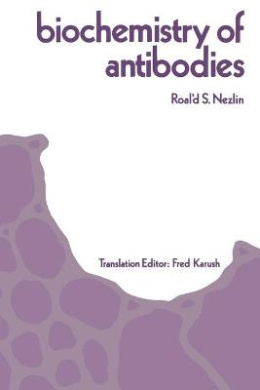 biochemistry of
antibodies
Roal'd S. Nezlin
Translation Editor: Fred Karush